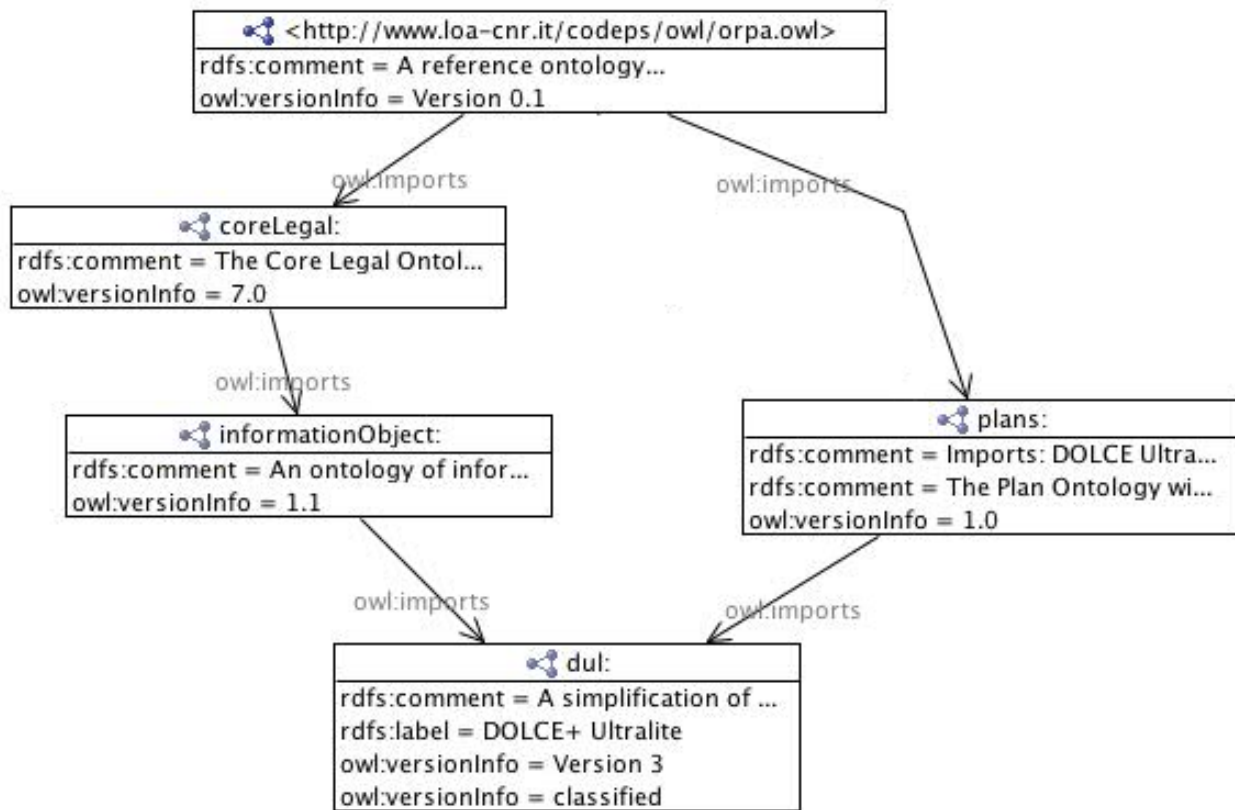 <http://www.loa-cnr.it/codeps/owl/orpa.owl>
rdfs:comment = A reference ontology...
owl:versionInfo = Version 0.1
owl:imports
owl:imports
coreLegal:
rdfs:comment = The Core Legal Ontol...
owl:versionInfo = 7.0
owl:imports
informationObject:
rdfs:comment = An ontology of infor...
owl:versionInfo = 1.1
plans:
rdfs:comment = Imports: DOLCE Ultra...
rdfs:comment = The Plan Ontology wi...
owl:versionInfo = 1.0
owl:imports
owl:imports
dul:
rdfs:comment = A simplification of ...
rdfs:label = DOLCE+ Ultralite
owl:versionInfo = Version 3
owl:versionInfo = classified